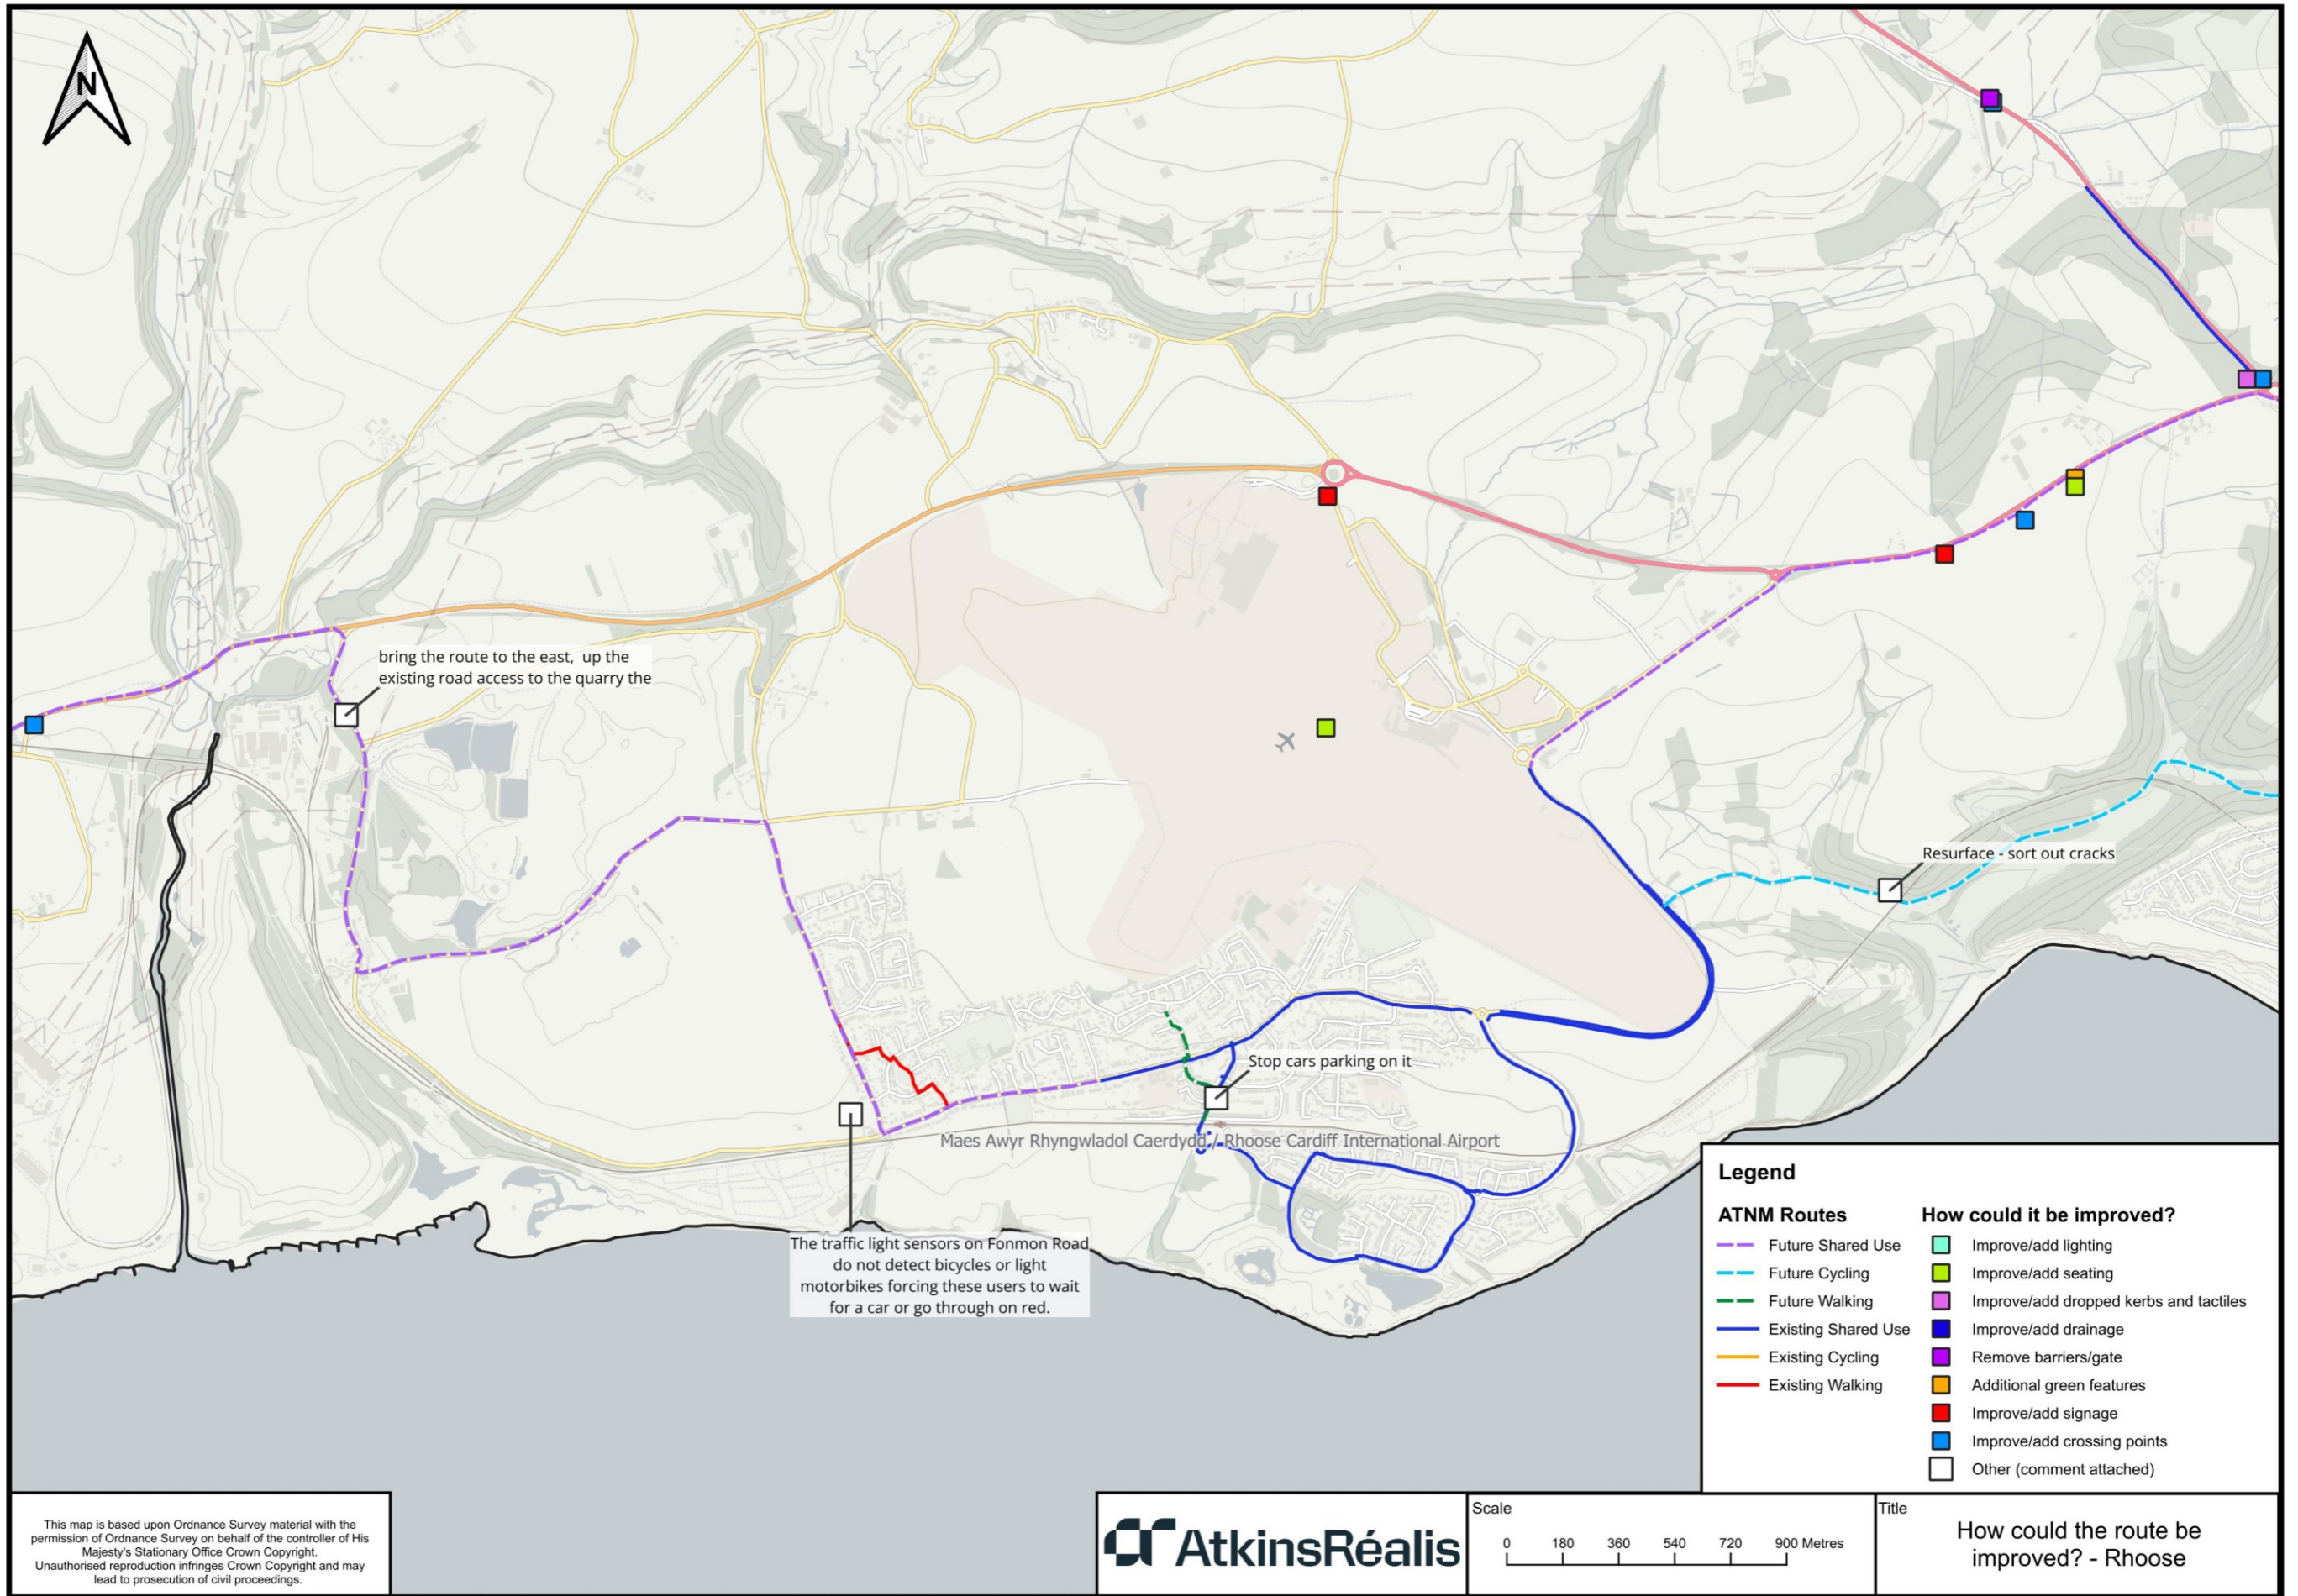 N
bring the route to the east, up the
existing road access to the quarry the
Resurface - sort out cracks
Stop cars parking on it
Maes Awyr Rhyngwladol Caerdydd / Rhoose Cardiff International Airport
The traffic light sensors on Fonmon Road
do not detect bicycles or light
motorbikes forcing these users to wait
for a car or go through on red.
Legend
ATNM Routes
Future Shared Use
Future Cycling
Future Walking
Existing Shared Use
Existing Cycling
Existing Walking
How could it be improved?
Improve/add lighting
Improve/add seating
Improve/add dropped kerbs and tactiles
Improve/add drainage
Remove barriers/gate
Additional green features
Improve/add signage
Improve/add crossing points
Other (comment attached)
This map is based upon Ordnance Survey material with the
permission of Ordnance Survey on behalf of the controller of His
Majesty's Stationary Office Crown Copyright.
Unauthorised reproduction infringes Crown Copyright and may
lead to prosecution of civil proceedings.
AtkinsRéalis
Scale
0 180 360 540 720 900 Metres
Title
How could the route be
improved? - Rhoose